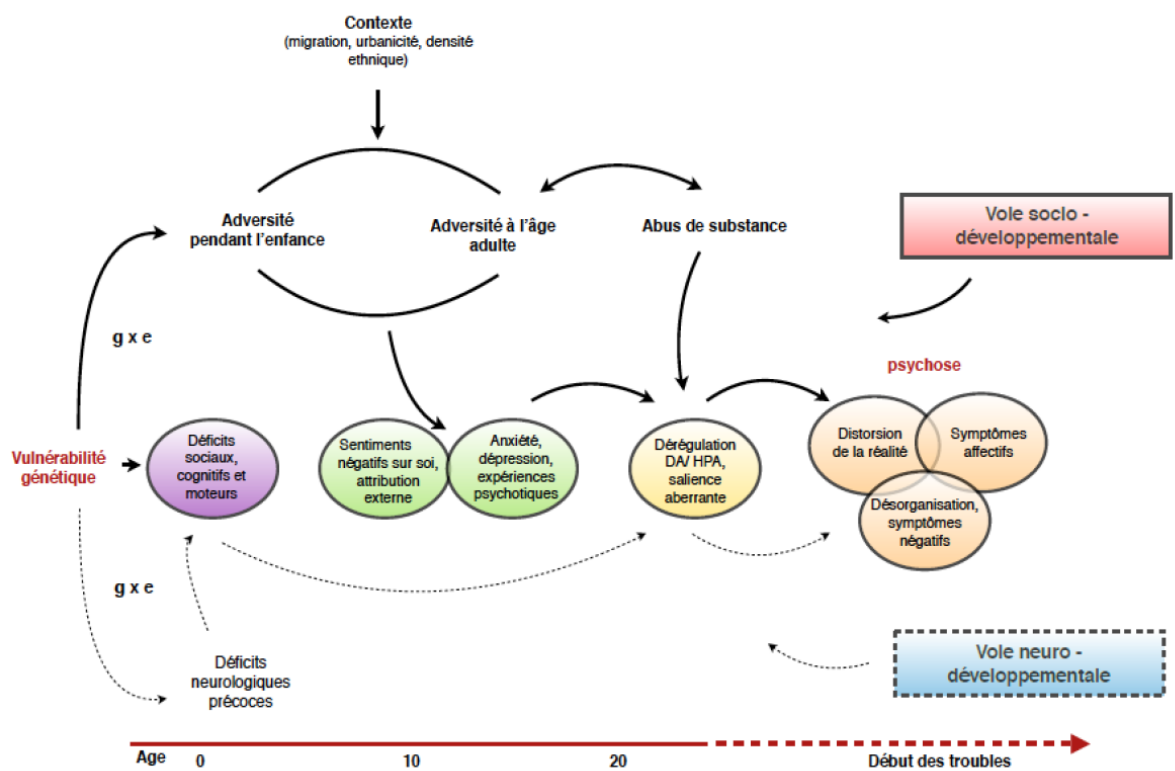 Contexte
(migration, urbanicité, densité
ethnique)
Adversité
pendant l'enfance
Adversité à l'âge
adulte
Abus de substance
Voie socio -
développementale
g x e
psychose
Vulnérabilité
génétique
Déficits
sociaux,
cognitifs et
moteurs
Sentiments
négatifs sur soi,
attribution
externe
Anxiété,
dépression,
expériences
psychotiques
Dérégulation
DA/ HPA,
salience
aberrante
Distorsion
de la réalité
Symptômes
affectifs
Désorganisation,
symptômes
négatifs
g x e
Déficits
neurologiques
précoces
Voie neuro -
développementale
Age 0 10 20 Début des troubles